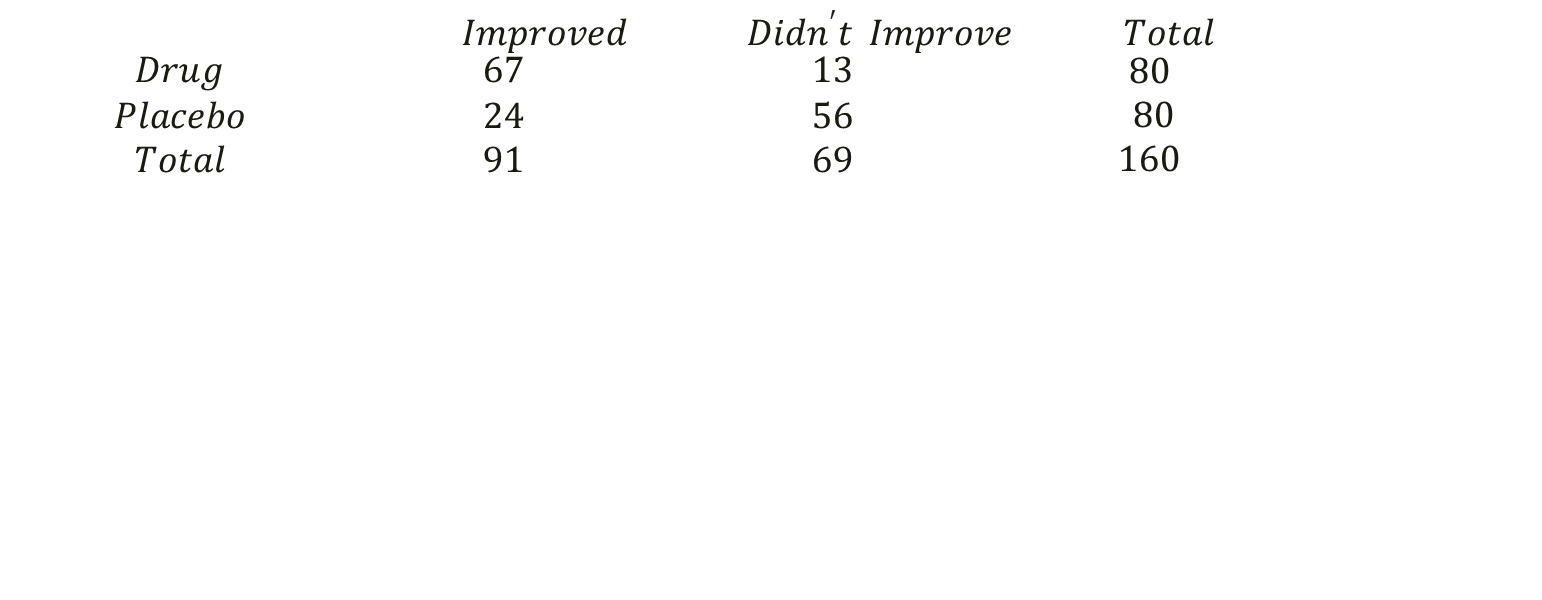 Improved Didn't Improve Total
Drug 67 13 80
Placebo 24 56 80
Total 91 69 160